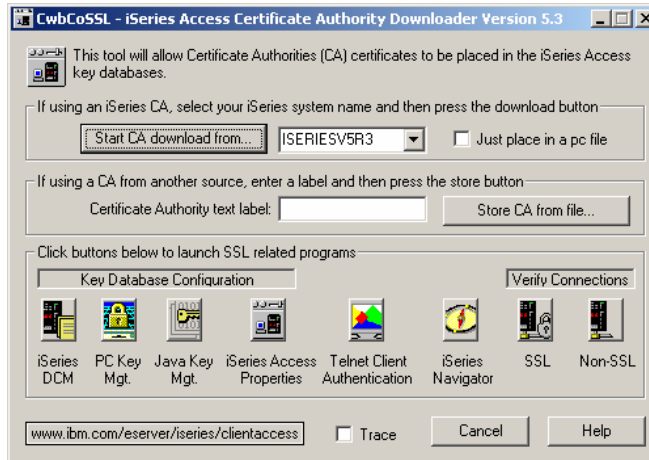 CwbCoSSL - iSeries Access Certificate Authority Downloader Version 5.3
This tool will allow Certificate Authorities (CA) certificates to be placed in the iSeries Access
key databases.
If using an iSeries CA, select your iSeries system name and then press the download button
Start CA download from... ISERIESV5R3 Just place in a pc file
If using a CA from another source, enter a label and then press the store button
Certificate Authority text label: Store CA from file...
Click buttons below to launch SSL related programs
Key Database Configuration Verify Connections
iSeries PC Key Java Key iSeries Access Telnet Client iSeries SSL Non-SSL
DCM Mgt. Mgt. Properties Authentication Navigator
www.ibm.com/eserver/iseries/clientaccess Trace Cancel Help